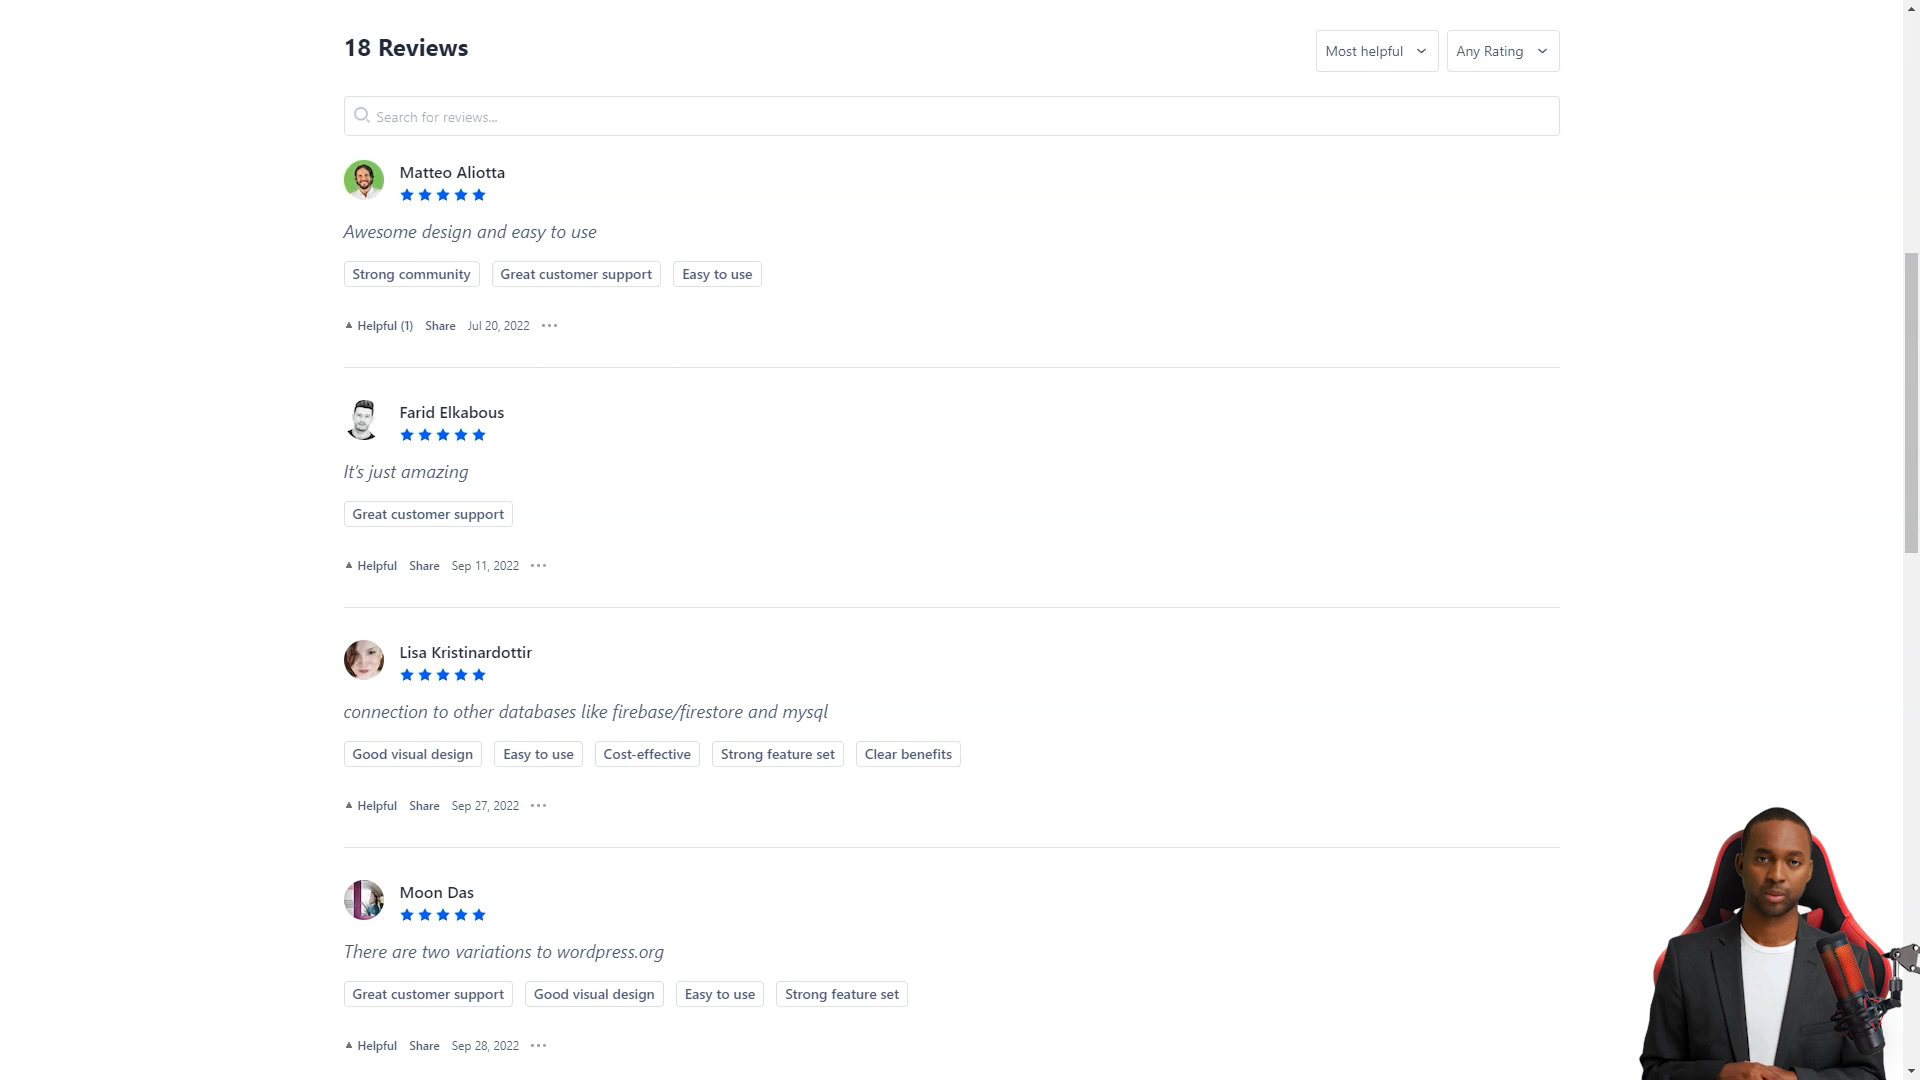 18 Reviews
Most helpful
Any Rating
Search for reviews...
Matteo Aliotta
Awesome design and easy to use
Strong community Great customer support Easy to use
Helpful (1) Share Jul 20, 2022 •••
Farid Elkabous
It's just amazing
Great customer support
Helpful Share Sep 11, 2022 •••
Lisa Kristinardottir
connection to other databases like firebase/firestore and mysql
Good visual design Easy to use Cost-effective Strong feature set Clear benefits
Helpful Share Sep 27, 2022 •••
Moon Das
There are two variations to wordpress.org
Great customer support Good visual design Easy to use Strong feature set
Helpful Share Sep 28, 2022 •••